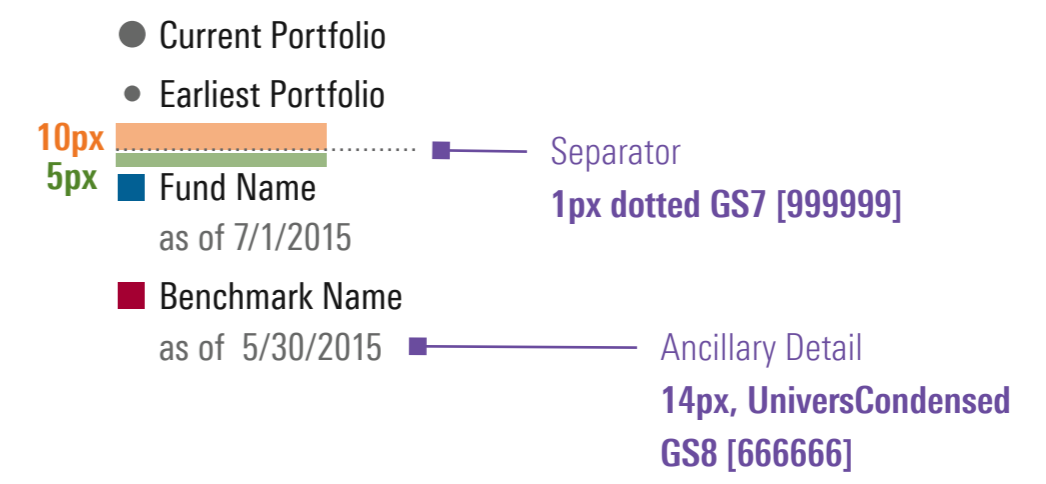 Current Portfolio
Earliest Portfolio
10px
5px
Separator
1px dotted GS7 [999999]
Fund Name
as of 7/1/2015
Benchmark Name
as of 5/30/2015
Ancillary Detail
14px, UniversCondensed
GS8 [666666]